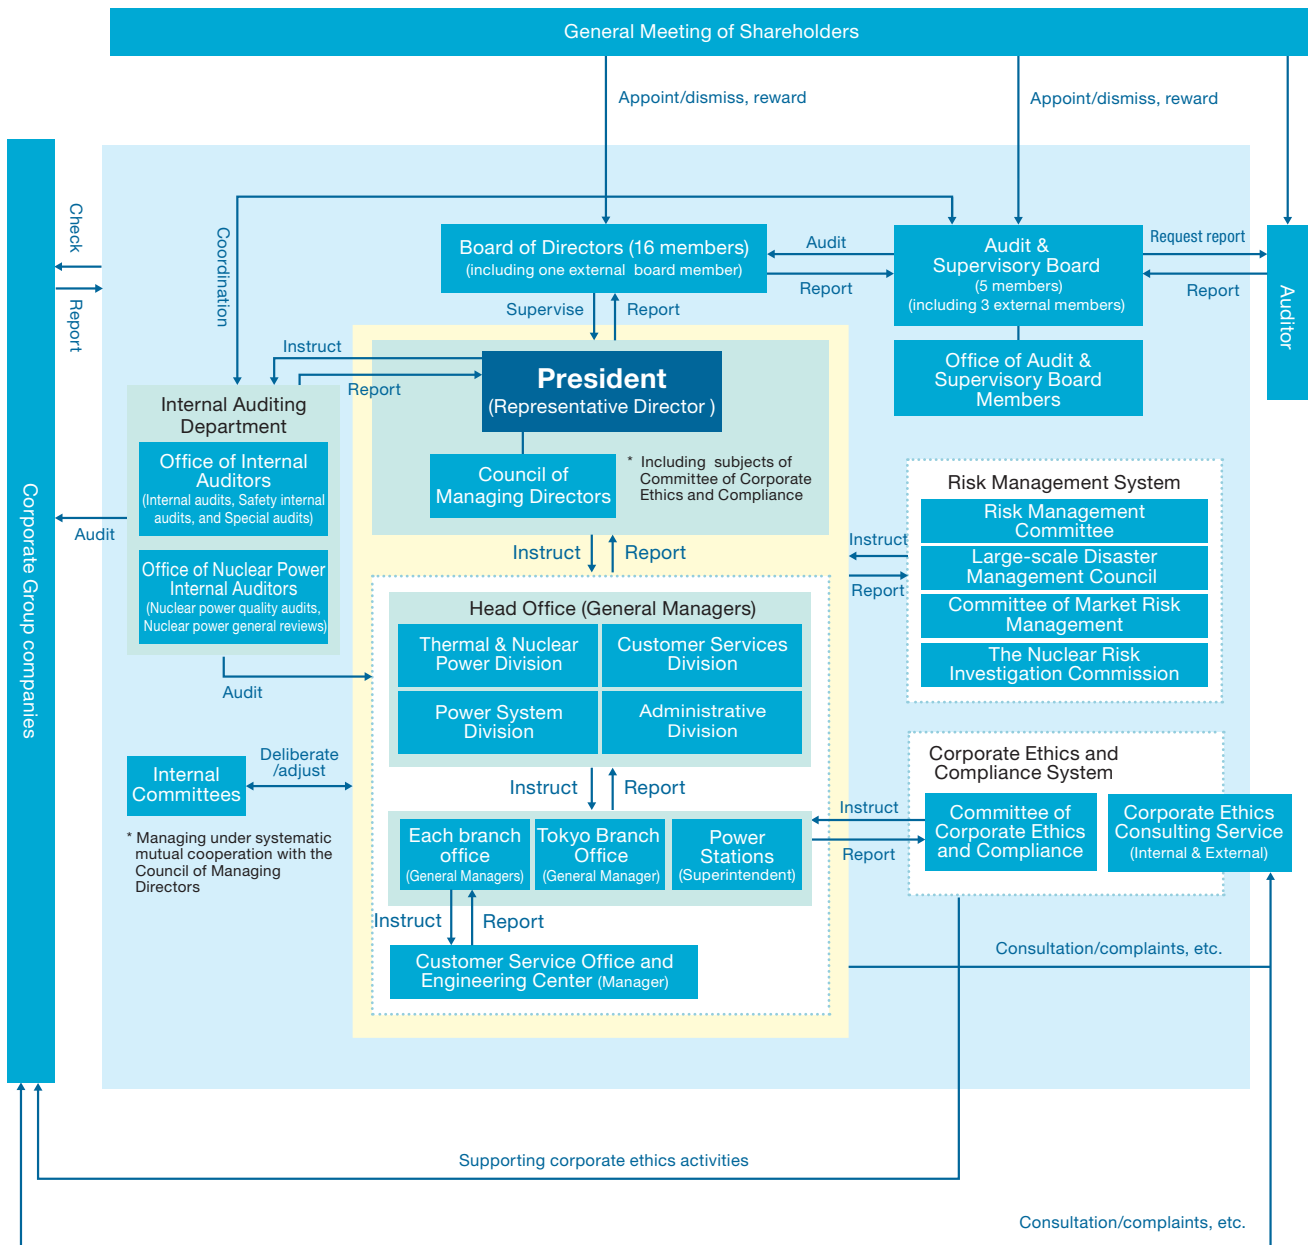 General Meeting of Shareholders
Appoint/dismiss, reward
Appoint/dismiss, reward
Check
Report
Coordination
Board of Directors (16 members)
(including one external board member)
Audit
Report
Audit &
Supervisory Board
(5 members)
(including 3 external members)
Request report
Report
Auditor
Supervise
Report
Office of Audit &
Supervisory Board
Members
Instruct
Report
President
(Representative Director )
Council of
Managing Directors
* Including subjects of
Committee of Corporate
Ethics and Compliance
Internal Auditing
Department
Office of Internal
Auditors
(Internal audits, Safety internal
audits, and Special audits)
Office of Nuclear Power
Internal Auditors
(Nuclear power quality audits,
Nuclear power general reviews)
Audit
Corporate Group companies
Audit
Instruct
Report
Instruct
Report
Risk Management System
Risk Management
Committee
Large-scale Disaster
Management Council
Committee of Market Risk
Management
The Nuclear Risk
Investigation Commission
Head Office (General Managers)
Thermal & Nuclear
Power Division
Customer Services
Division
Power System
Division
Administrative
Division
Internal
Committees
Deliberate
/adjust
* Managing under systematic
mutual cooperation with the
Council of Managing
Directors
Instruct
Report
Each branch
office
(General Managers)
Tokyo Branch
Office
(General Manager)
Power
Stations
(Superintendent)
Instruct
Report
Corporate Ethics and
Compliance System
Committee of
Corporate Ethics
and Compliance
Corporate Ethics
Consulting Service
(Internal & External)
Instruct
Report
Customer Service Office and
Engineering Center (Manager)
Consultation/complaints, etc.
Supporting corporate ethics activities
Consultation/complaints, etc.